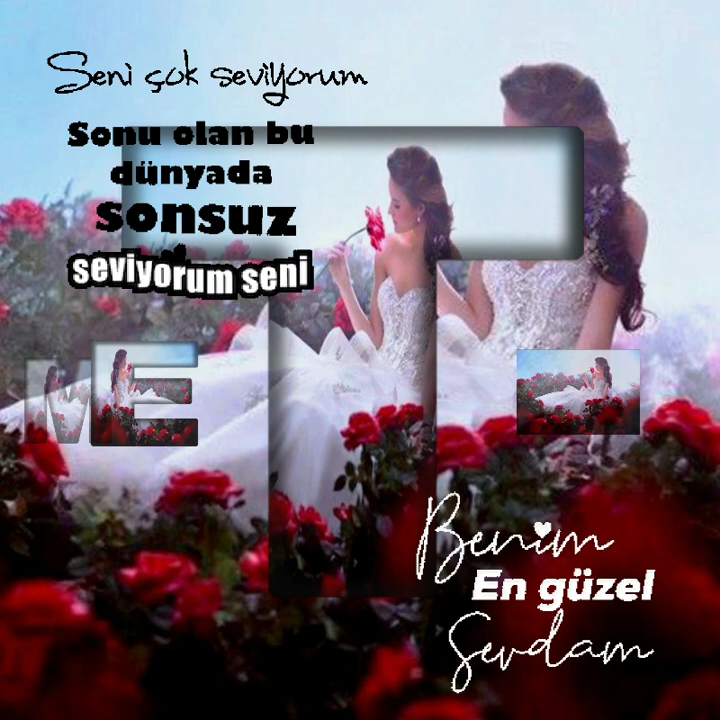 Seni çok seviyorum
Sonu olan bu
dünyada
sonsuz
seviyorum seni
ME
T
Benim
En güzel
Sevdam